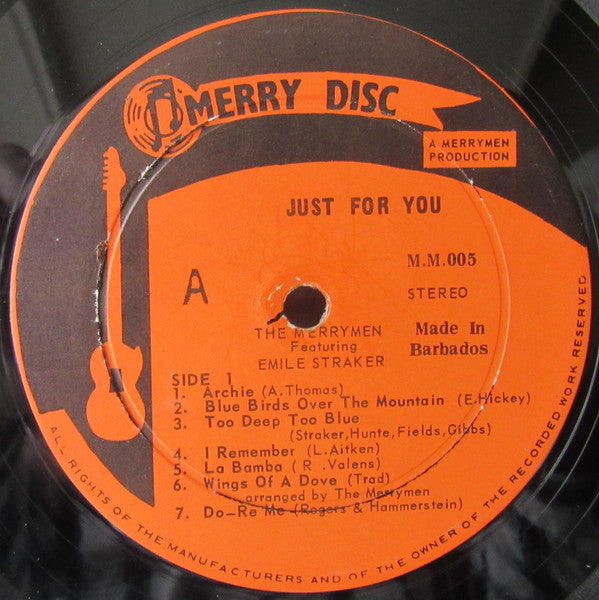 MERRY DISC
A MERRYMEN
PRODUCTION
JUST FOR YOU
A
M.M.005
STEREO
THE MERRYMEN
Featuring
EMILE STRAKER
Made In
Barbados
SIDE 1
1. Archie (A.Thomas)
2. Blue Birds Over The Mountain (E.Hickey)
3. Too Deep Too Blue
(Straker,Hunte,Fields,Gibbs)
4. I Remember (L.Aitken)
5. La Bamba (R.Valens)
6. Wings Of A Dove (Trad)
arranged by The Merrymen
7. Do-Re Me (Rogers & Hammerstein)
ALL RIGHTS OF THE MANUFACTURERS AND OF THE OWNER OF THE RECORDED WORK RESERVED